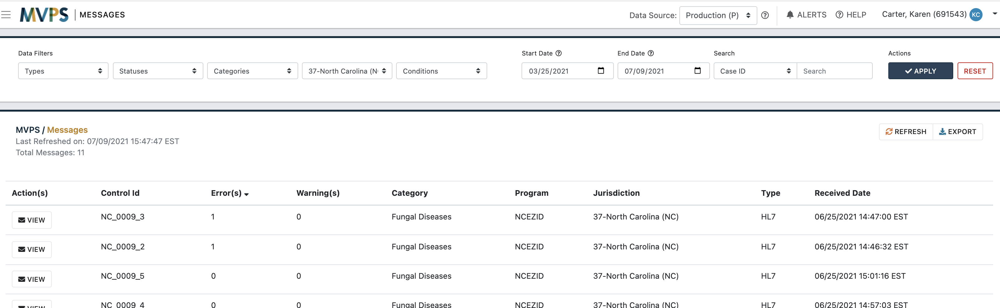 MVPS | MESSAGES
Data Source: Production (P) ALERTS HELP Carter, Karen (691543) KC
Data Filters Start Date End Date Search Actions
Types Statuses Categories 37-North Carolina (N 03/25/2021 07/09/2021 Case ID Search APPLY RESET
Conditions
MVPS / Messages
Last Refreshed on: 07/09/2021 15:47:47 EST
Total Messages: 11
REFRESH EXPORT
Action(s) Control Id Error(s) Warning(s) Category Program Jurisdiction Type Received Date
VIEW NC_0009_3 1 0 Fungal Diseases NCEZID 37-North Carolina (NC) HL7 06/25/2021 14:47:00 EST
VIEW NC_0009_2 1 0 Fungal Diseases NCEZID 37-North Carolina (NC) HL7 06/25/2021 14:46:32 EST
VIEW NC_0009_5 0 0 Fungal Diseases NCEZID 37-North Carolina (NC) HL7 06/25/2021 15:01:16 EST
VIEW NC_0009_4 0 0 Fungal Diseases NCEZID 37-North Carolina (NC) HL7 06/25/2021 14:57:03 EST